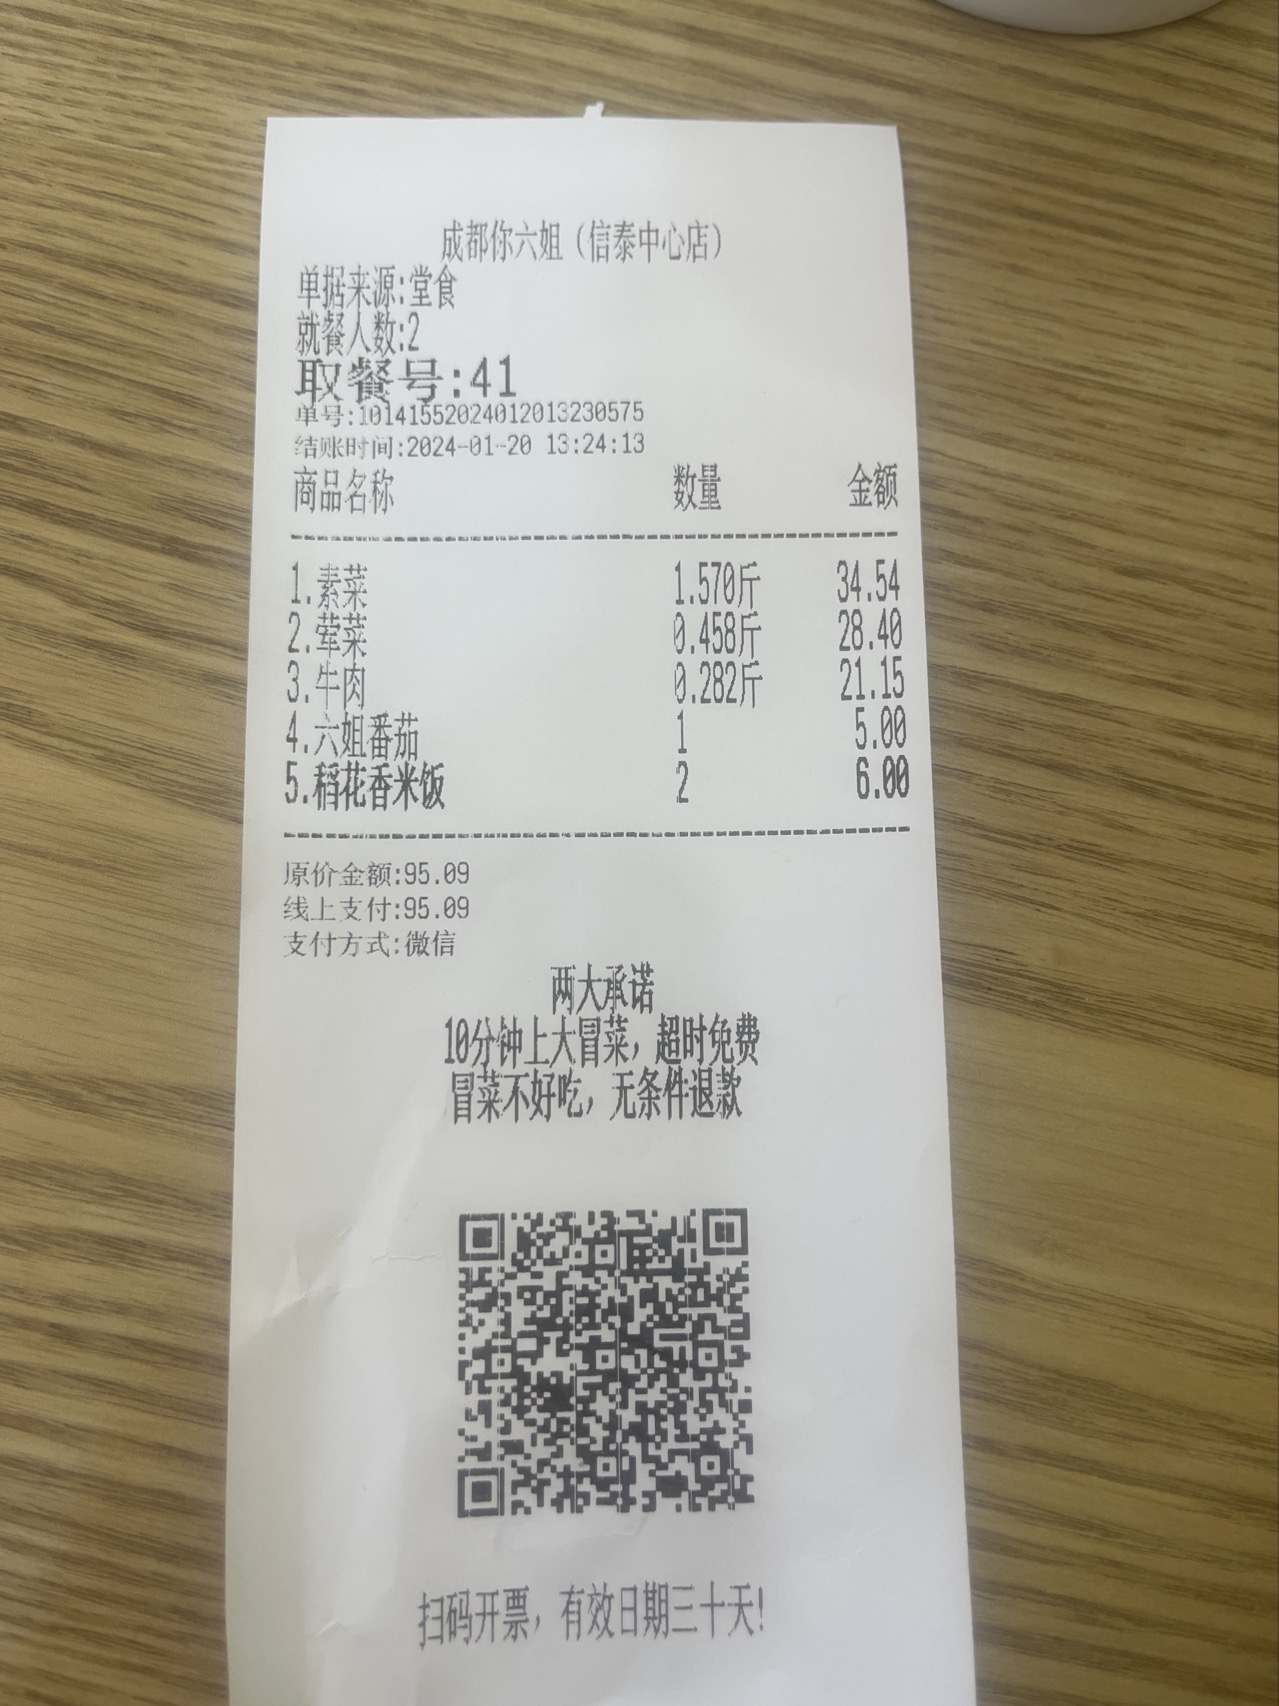 成都你六姐（信泰中心店）
单据来源:堂食
就餐人数:2
取餐号:41
单号:10141552024012013230575
结账时间:2024-01-20 13:24:13
商品名称 数量 金额
1.素菜 1.570斤 34.54
2.荤菜 0.458斤 28.40
3.牛肉 0.282斤 21.15
4.六姐番茄 1 5.00
5.稻花香米饭 2 6.00
原价金额:95.09
线上支付:95.09
支付方式:微信
两大承诺
10分钟上大冒菜，超时免费
冒菜不好吃，无条件退款
扫码开票，有效日期三十天!